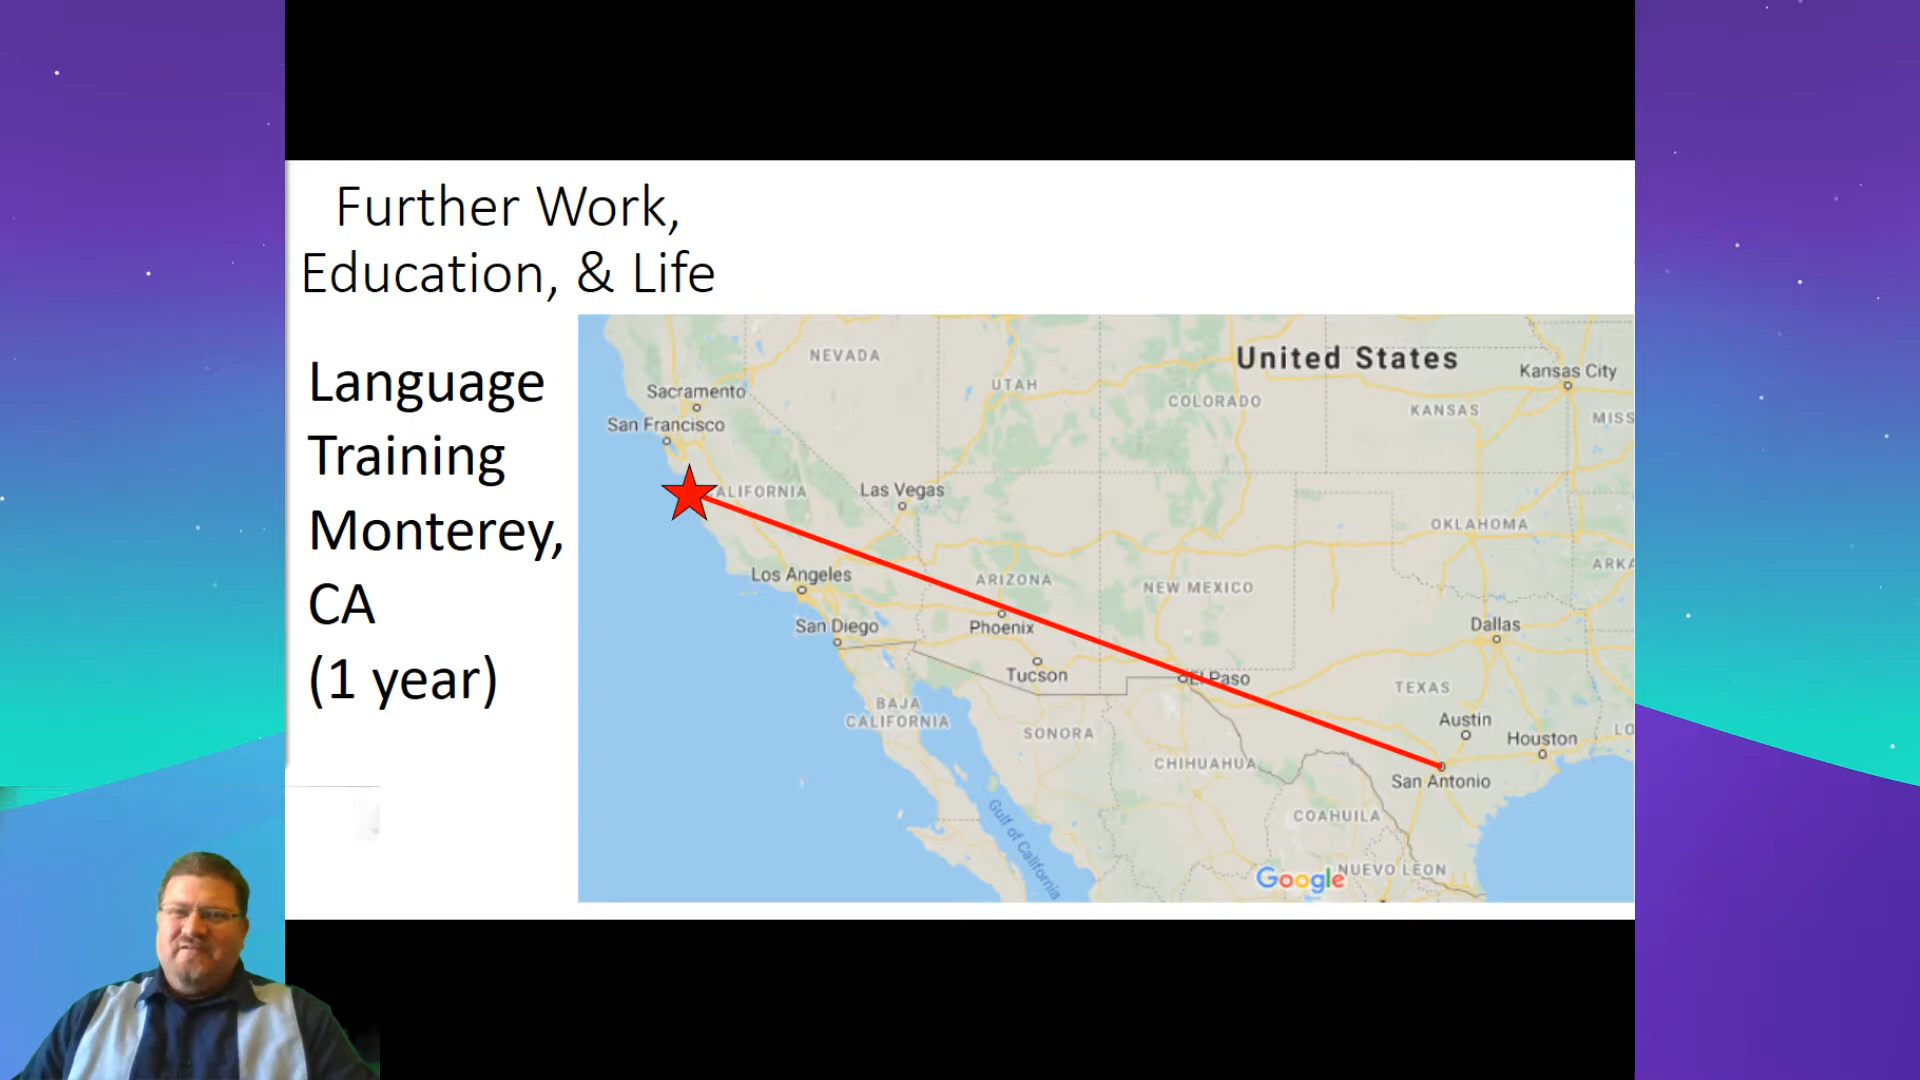 Further Work,
Education, & Life
Language
Training
Monterey,
CA
(1 year)
United States
NEVADA
UTAH
COLORADO
KANSAS
Kansas City
MISS
Sacramento
San Francisco
ALIFORNIA
Las Vegas
OKLAHOMA
ARKA
Los Angeles
ARIZONA
NEW MEXICO
San Diego
Phoenix
Dallas
Tucson
El Paso
TEXAS
BAJA
CALIFORNIA
SONORA
Austin
Houston
LO
CHIHUAHUA
San Antonio
Gulf of California
COAHUILA
Google
NUEVO LEON